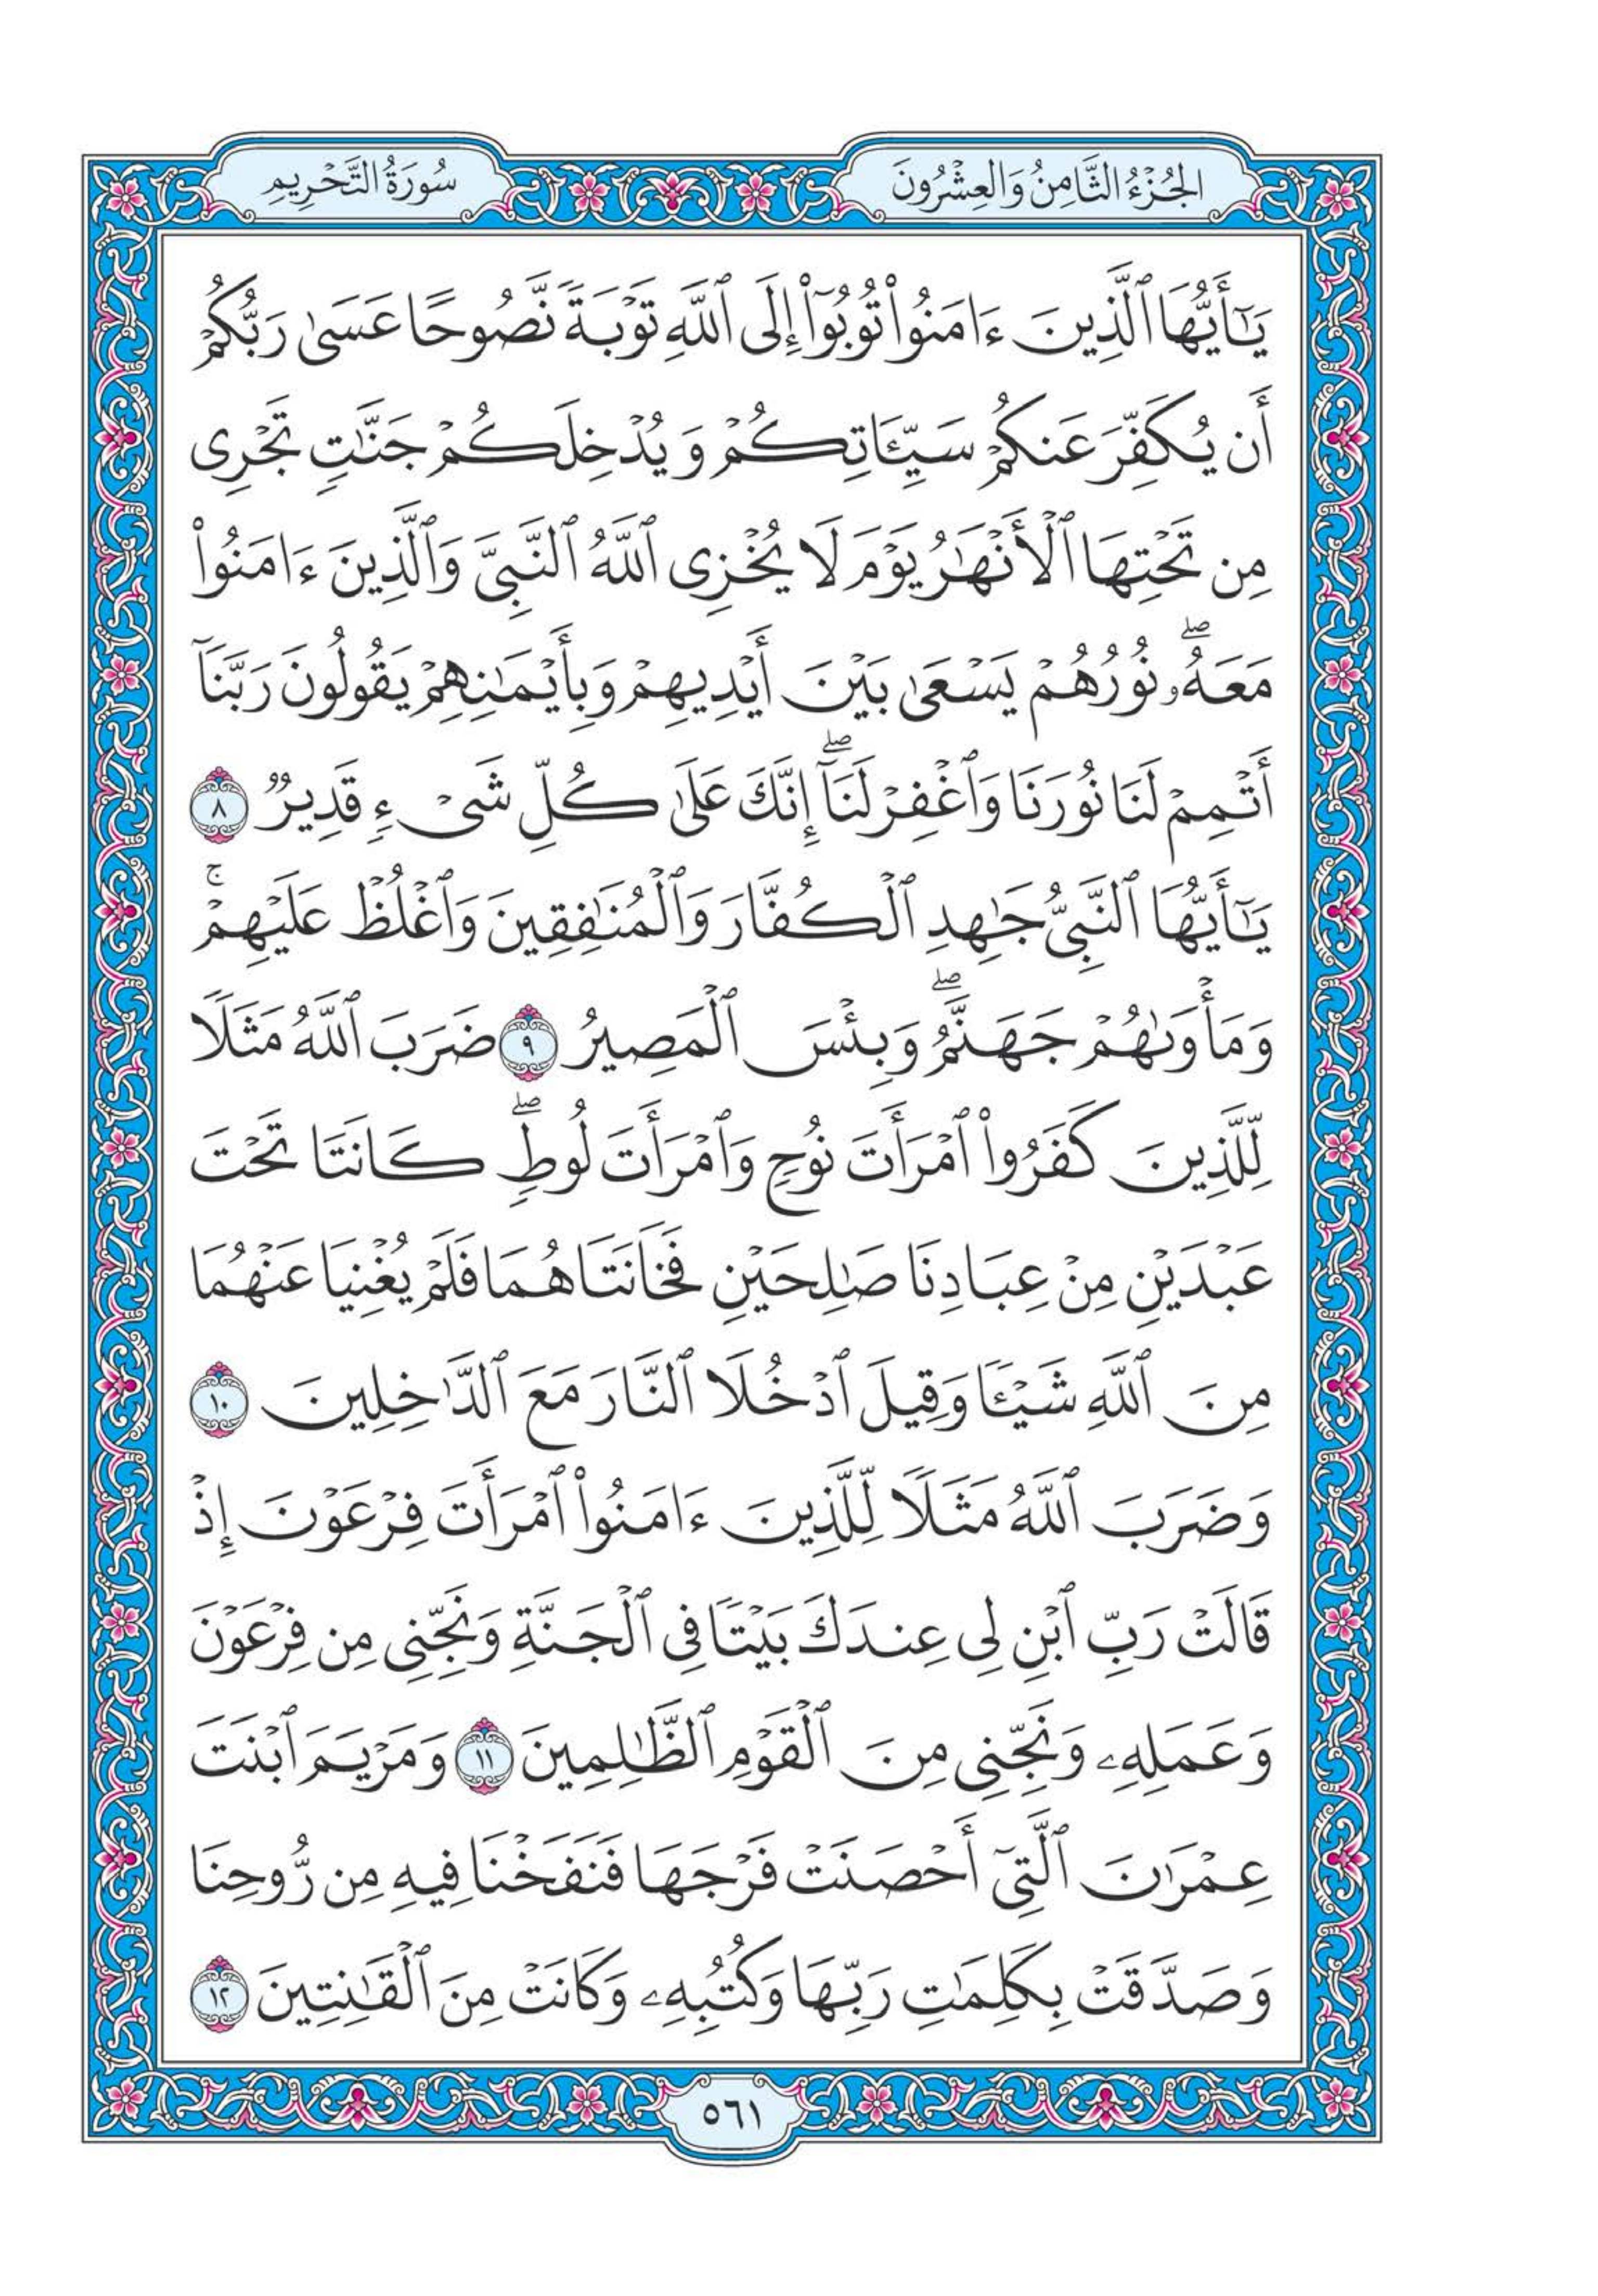 الجُزْءُ الثَّامِنُ وَالعِشْرُونَ
سُورَةُ التَّحْرِيمِ
يَٰٓأَيُّهَا ٱلَّذِينَ ءَامَنُوا۟ تُوبُوٓا۟ إِلَى ٱللَّهِ تَوْبَةً نَّصُوحًا عَسَىٰ رَبُّكُمْ
أَن يُكَفِّرَ عَنكُمْ سَيِّـَٔاتِكُمْ وَيُدْخِلَكُمْ جَنَّٰتٍ تَجْرِى
مِن تَحْتِهَا ٱلْأَنْهَٰرُ يَوْمَ لَا يُخْزِى ٱللَّهُ ٱلنَّبِىَّ وَٱلَّذِينَ ءَامَنُوا۟
مَعَهُۥۖ نُورُهُمْ يَسْعَىٰ بَيْنَ أَيْدِيهِمْ وَبِأَيْمَٰنِهِمْ يَقُولُونَ رَبَّنَآ
أَتْمِمْ لَنَا نُورَنَا وَٱغْفِرْ لَنَآۖ إِنَّكَ عَلَىٰ كُلِّ شَىْءٍ قَدِيرٌ ٨
يَٰٓأَيُّهَا ٱلنَّبِىُّ جَٰهِدِ ٱلْكُفَّارَ وَٱلْمُنَٰفِقِينَ وَٱغْلُظْ عَلَيْهِمْۚ
وَمَأْوَىٰهُمْ جَهَنَّمُۖ وَبِئْسَ ٱلْمَصِيرُ ٩ ضَرَبَ ٱللَّهُ مَثَلًا
لِّلَّذِينَ كَفَرُوا۟ ٱمْرَأَتَ نُوحٍ وَٱمْرَأَتَ لُوطٍۖ كَانَتَا تَحْتَ
عَبْدَيْنِ مِنْ عِبَادِنَا صَٰلِحَيْنِ فَخَانَتَاهُمَا فَلَمْ يُغْنِيَا عَنْهُمَا
مِنَ ٱللَّهِ شَيْـًٔا وَقِيلَ ٱدْخُلَا ٱلنَّارَ مَعَ ٱلدَّٰخِلِينَ ١٠
وَضَرَبَ ٱللَّهُ مَثَلًا لِّلَّذِينَ ءَامَنُوا۟ ٱمْرَأَتَ فِرْعَوْنَ إِذْ
قَالَتْ رَبِّ ٱبْنِ لِى عِندَكَ بَيْتًا فِى ٱلْجَنَّةِ وَنَجِّنِى مِن فِرْعَوْنَ
وَعَمَلِهِۦ وَنَجِّنِى مِنَ ٱلْقَوْمِ ٱلظَّٰلِمِينَ ١١ وَمَرْيَمَ ٱبْنَتَ
عِمْرَٰنَ ٱلَّتِىٓ أَحْصَنَتْ فَرْجَهَا فَنَفَخْنَا فِيهِ مِن رُّوحِنَا
وَصَدَّقَتْ بِكَلِمَٰتِ رَبِّهَا وَكُتُبِهِۦ وَكَانَتْ مِنَ ٱلْقَٰنِتِينَ ١٢
٥٦١